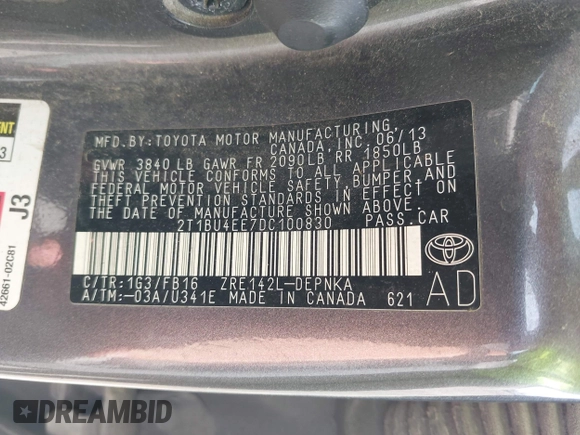 MFD.BY:TOYOTA MOTOR MANUFACTURING
CANADA, INC. 06/13
GVWR 3840 LB GAWR FR 2090LB RR 1850LB
THIS VEHICLE CONFORMS TO ALL APPLICABLE
FEDERAL MOTOR VEHICLE SAFETY, BUMPER, AND
THEFT PREVENTION STANDARDS IN EFFECT ON
THE DATE OF MANUFACTURE SHOWN ABOVE.
2T1BU4EE7DC100830 PASS.CAR
C/TR:1G3/FB16 ZRE142L-DEPNKA
A/TM:-03A/U341E MADE IN CANADA 621
AD
J3
42661-02C81
DREAMBID